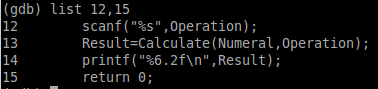 (gdb) list 12,15
12 scanf("%s",Operation);
13 Result=Calculate(Numeral,Operation);
14 printf("%6.2f\n",Result);
15 return 0;